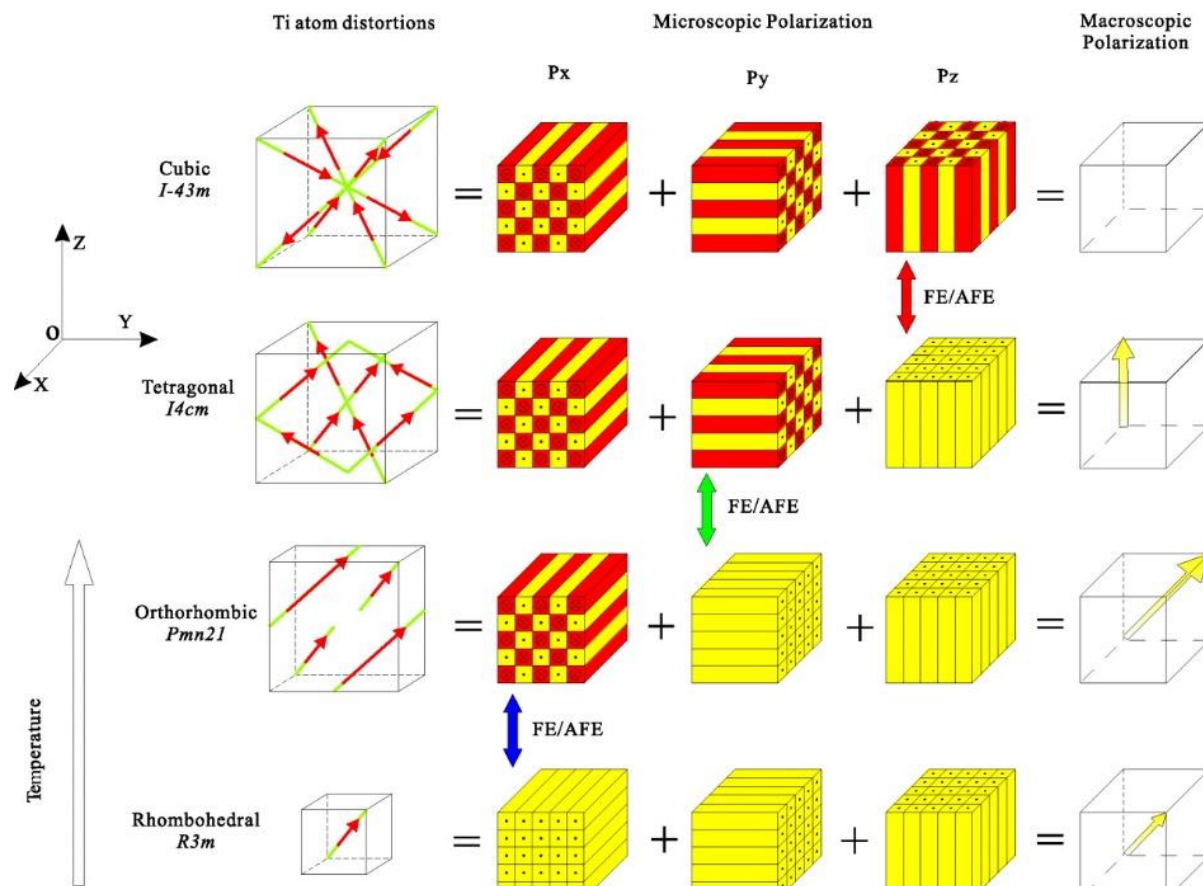 Ti atom distortions
Microscopic Polarization
Macroscopic
Polarization
Px
Py
Pz
Cubic
I-43m
=
+
+
=
Z
O
Y
X
FE/AFE
Tetragonal
I4cm
=
+
+
=
FE/AFE
Orthorhombic
Pmn21
=
+
+
=
FE/AFE
Temperature
Rhombohedral
R3m
=
+
+
=